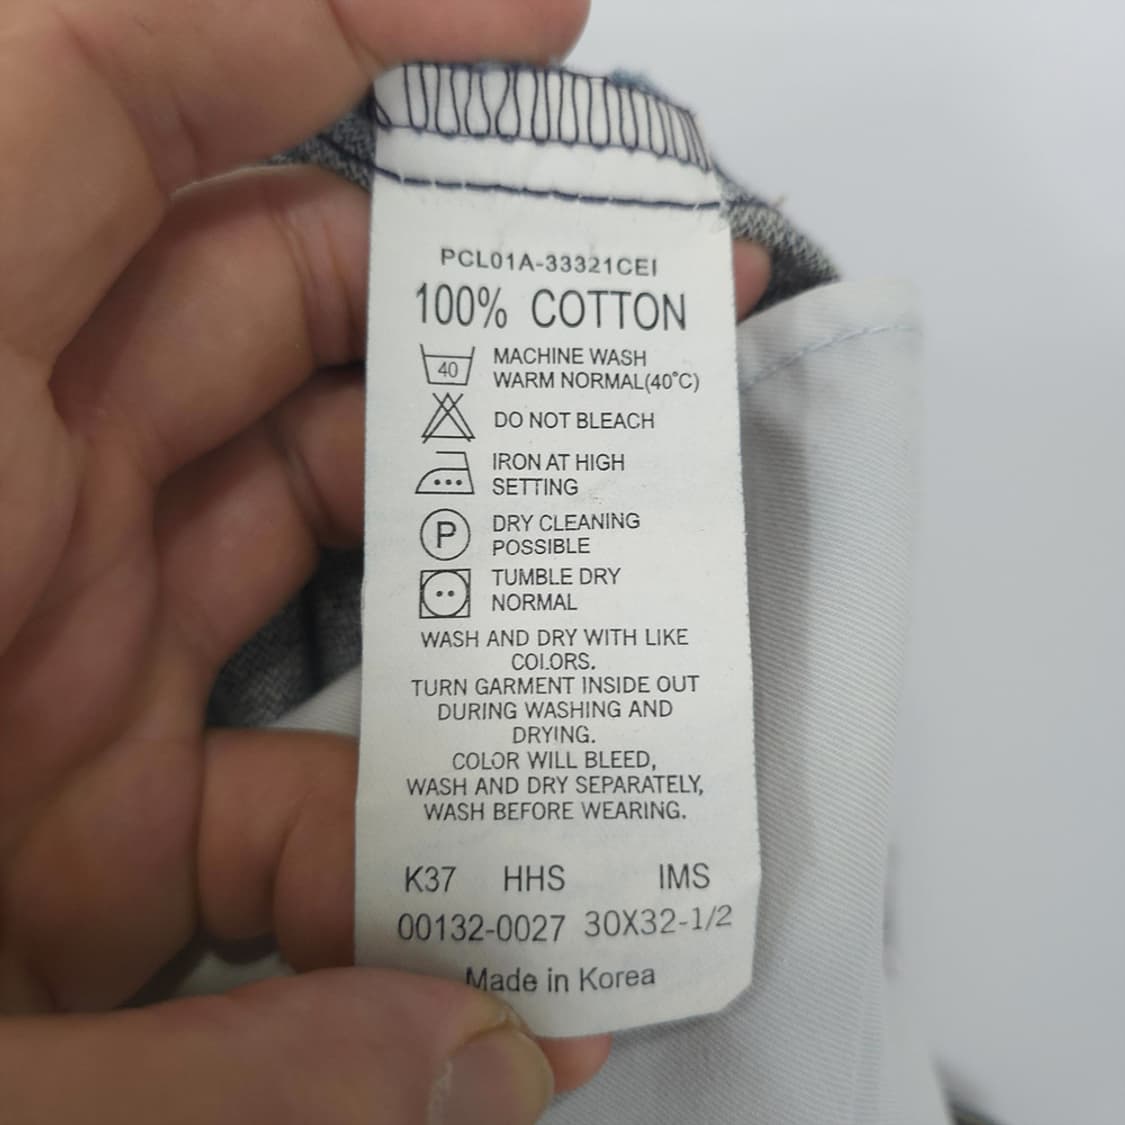 PCL01A-33321CEI
100% COTTON
40
MACHINE WASH
WARM NORMAL(40°C)
DO NOT BLEACH
IRON AT HIGH
SETTING
P
DRY CLEANING
POSSIBLE
TUMBLE DRY
NORMAL
WASH AND DRY WITH LIKE
COLORS.
TURN GARMENT INSIDE OUT
DURING WASHING AND
DRYING.
COLOR WILL BLEED,
WASH AND DRY SEPARATELY,
WASH BEFORE WEARING.
K37 HHS IMS
00132-0027 30X32-1/2
Made in Korea